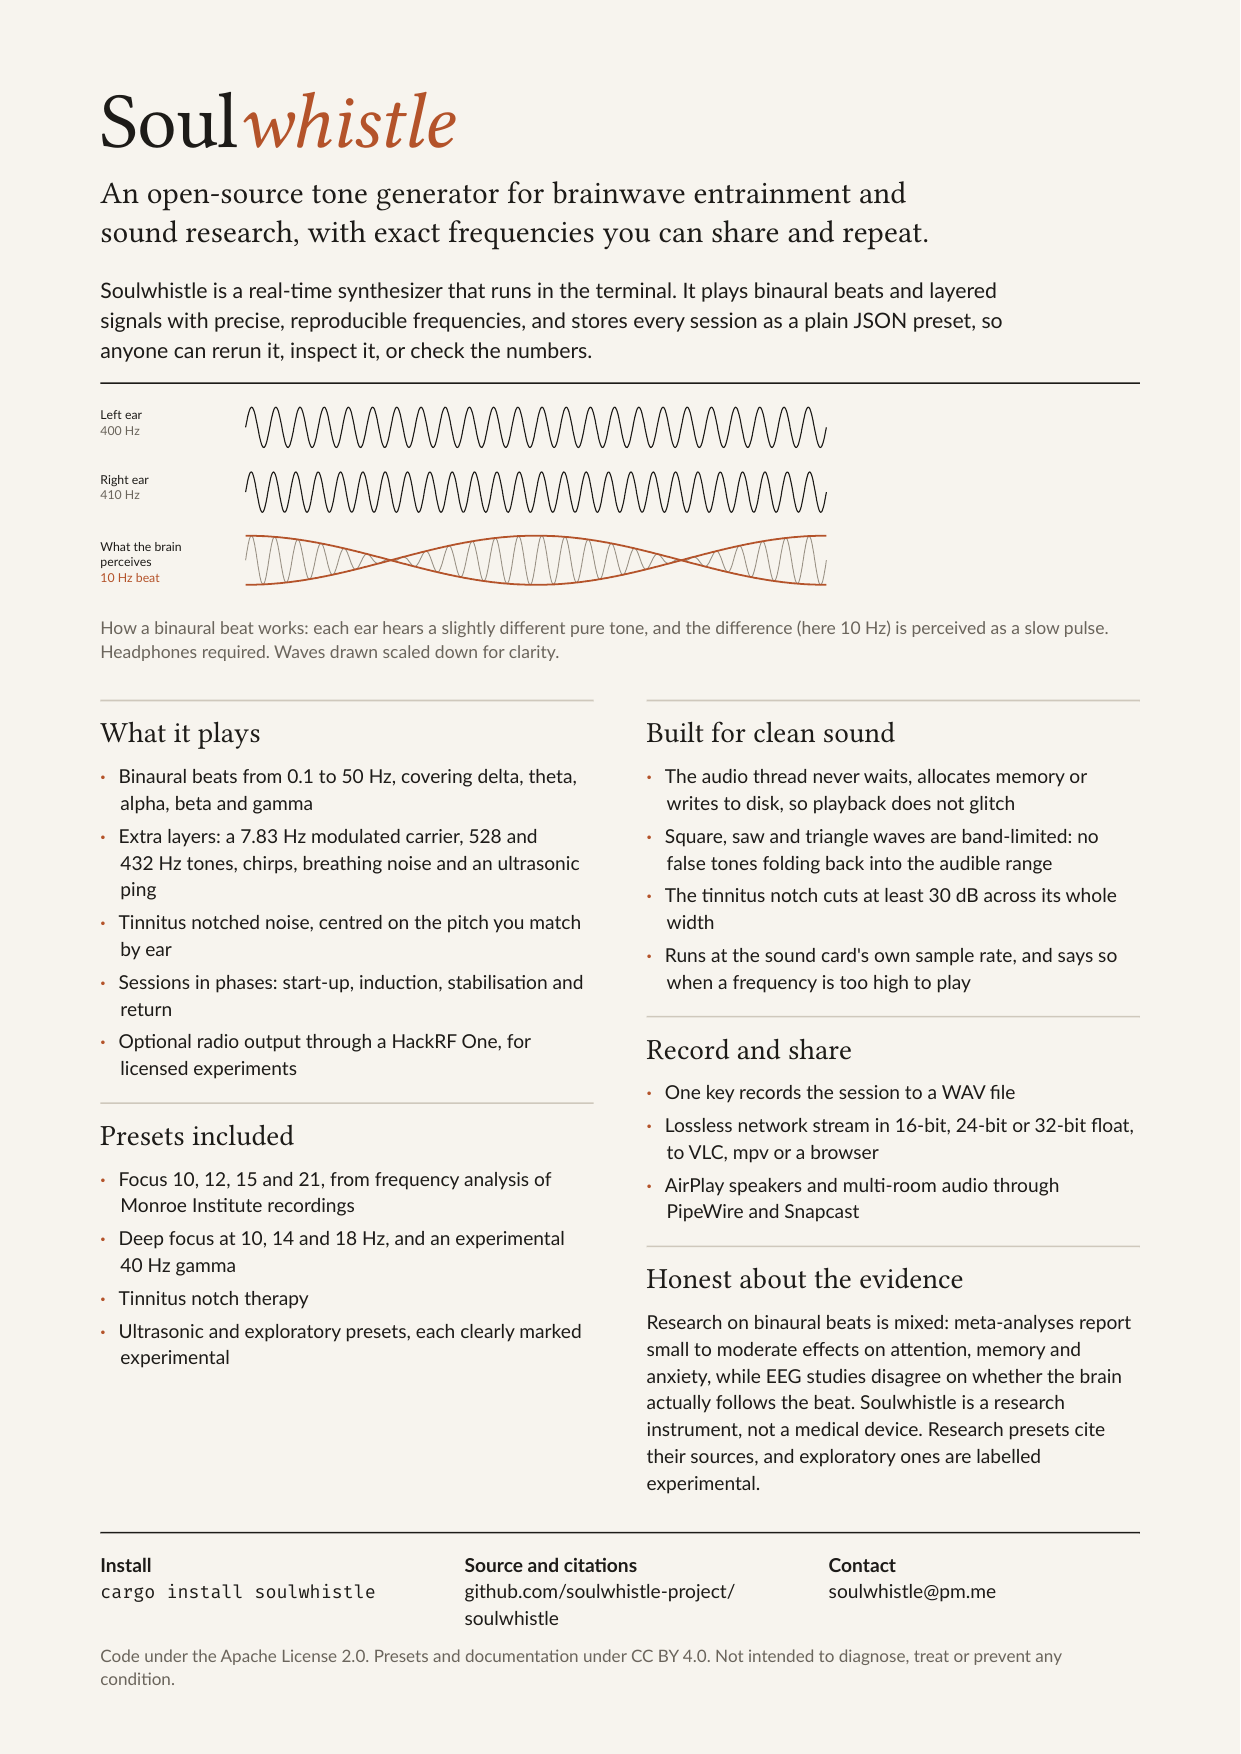 Soulwhistle
An open-source tone generator for brainwave entrainment and
sound research, with exact frequencies you can share and repeat.
Soulwhistle is a real-time synthesizer that runs in the terminal. It plays binaural beats and layered
signals with precise, reproducible frequencies, and stores every session as a plain JSON preset, so
anyone can rerun it, inspect it, or check the numbers.
Left ear
400 Hz
Right ear
410 Hz
What the brain
perceives
10 Hz beat
How a binaural beat works: each ear hears a slightly different pure tone, and the difference (here 10 Hz) is perceived as a slow pulse.
Headphones required. Waves drawn scaled down for clarity.
What it plays
· Binaural beats from 0.1 to 50 Hz, covering delta, theta,
alpha, beta and gamma
· Extra layers: a 7.83 Hz modulated carrier, 528 and
432 Hz tones, chirps, breathing noise and an ultrasonic
ping
· Tinnitus notched noise, centred on the pitch you match
by ear
· Sessions in phases: start-up, induction, stabilisation and
return
· Optional radio output through a HackRF One, for
licensed experiments
Presets included
· Focus 10, 12, 15 and 21, from frequency analysis of
Monroe Institute recordings
· Deep focus at 10, 14 and 18 Hz, and an experimental
40 Hz gamma
· Tinnitus notch therapy
· Ultrasonic and exploratory presets, each clearly marked
experimental
Built for clean sound
· The audio thread never waits, allocates memory or
writes to disk, so playback does not glitch
· Square, saw and triangle waves are band-limited: no
false tones folding back into the audible range
· The tinnitus notch cuts at least 30 dB across its whole
width
· Runs at the sound card's own sample rate, and says so
when a frequency is too high to play
Record and share
· One key records the session to a WAV file
· Lossless network stream in 16-bit, 24-bit or 32-bit float,
to VLC, mpv or a browser
· AirPlay speakers and multi-room audio through
PipeWire and Snapcast
Honest about the evidence
Research on binaural beats is mixed: meta-analyses report
small to moderate effects on attention, memory and
anxiety, while EEG studies disagree on whether the brain
actually follows the beat. Soulwhistle is a research
instrument, not a medical device. Research presets cite
their sources, and exploratory ones are labelled
experimental.
Install
cargo install soulwhistle
Source and citations
github.com/soulwhistle-project/
soulwhistle
Contact
soulwhistle@pm.me
Code under the Apache License 2.0. Presets and documentation under CC BY 4.0. Not intended to diagnose, treat or prevent any
condition.